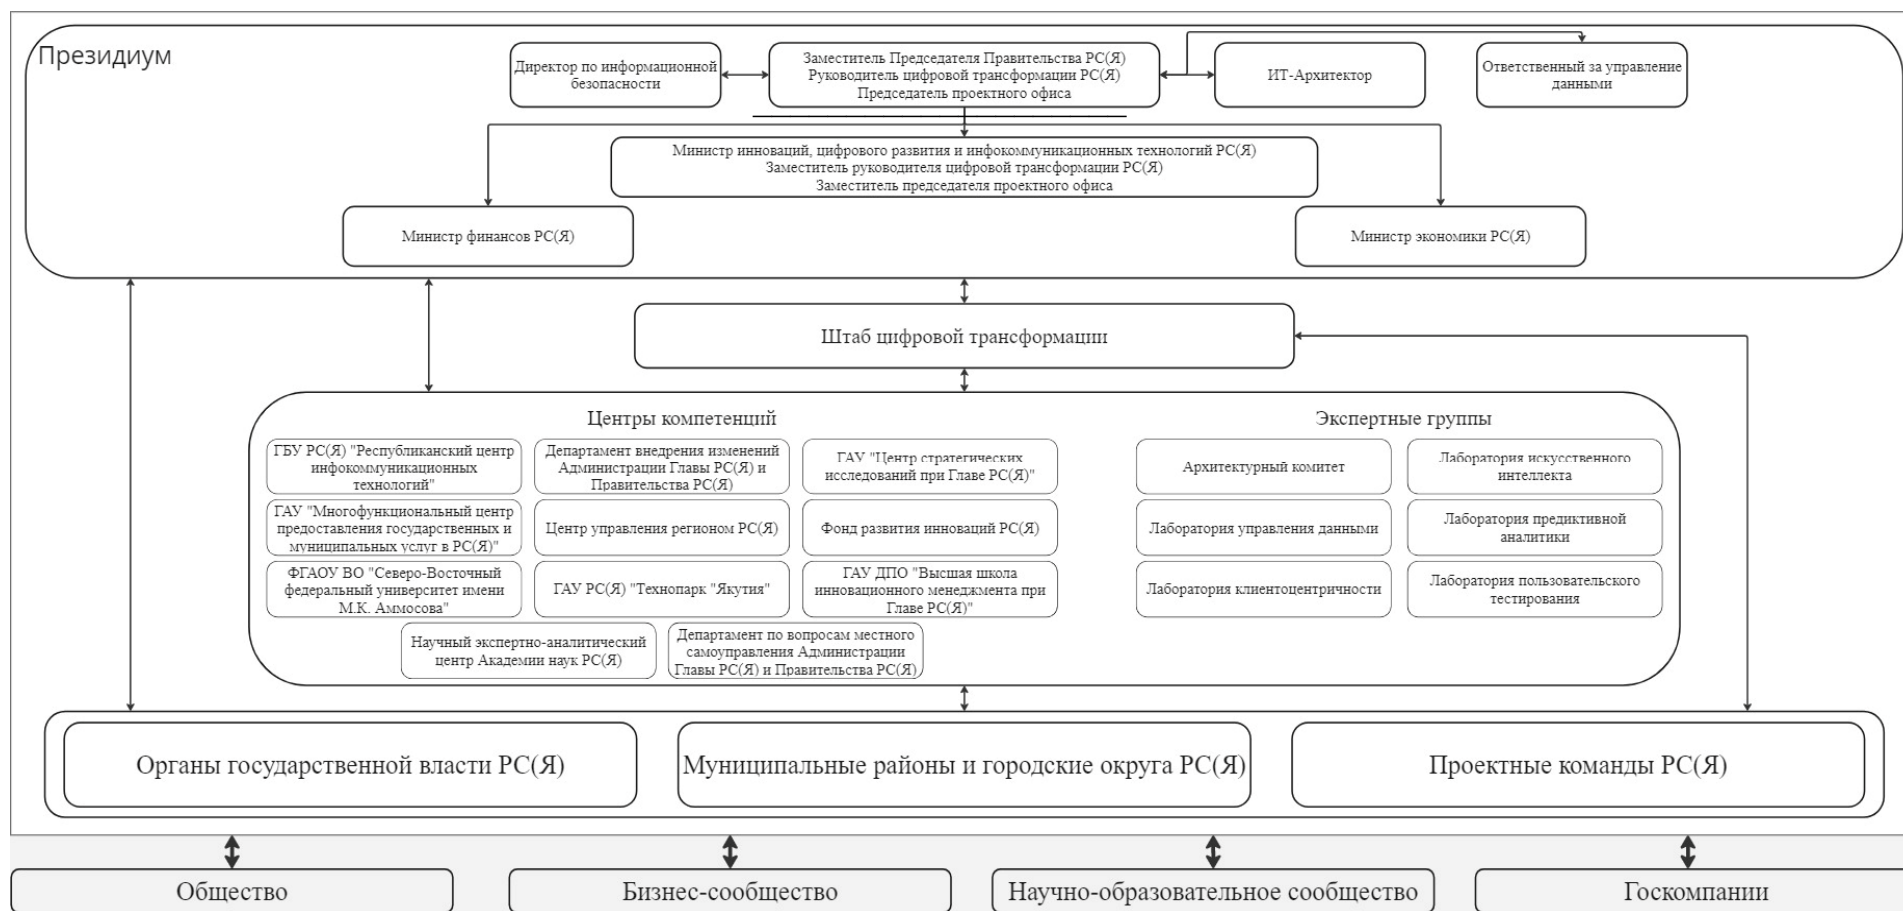 Президиум
Директор по информационной
безопасности
Заместитель Председателя Правительства РС(Я)
Руководитель цифровой трансформации РС(Я)
Председатель проектного офиса
ИТ-Архитектор
Ответственный за управление
данными
Министр инноваций, цифрового развития и инфокоммуникационных технологий РС(Я)
Заместитель руководителя цифровой трансформации РС(Я)
Заместитель председателя проектного офиса
Министр финансов РС(Я)
Министр экономики РС(Я)
Штаб цифровой трансформации
Центры компетенций
ГБУ РС(Я) "Республиканский центр
инфокоммуникационных
технологий"
Департамент внедрения изменений
Администрации Главы РС(Я) и
Правительства РС(Я)
ГАУ "Центр стратегических
исследований при Главе РС(Я)"
ГАУ "Многофункциональный центр
предоставления государственных и
муниципальных услуг в РС(Я)"
Центр управления регионом РС(Я)
Фонд развития инноваций РС(Я)
ФГАОУ ВО "Северо-Восточный
федеральный университет имени
М.К. Аммосова"
ГАУ РС(Я) "Технопарк "Якутия"
ГАУ ДПО "Высшая школа
инновационного менеджмента при
Главе РС(Я)"
Научный экспертно-аналитический
центр Академии наук РС(Я)
Департамент по вопросам местного
самоуправления Администрации
Главы РС(Я) и Правительства РС(Я)
Экспертные группы
Архитектурный комитет
Лаборатория искусственного
интеллекта
Лаборатория управления данными
Лаборатория предиктивной
аналитики
Лаборатория клиентоцентричности
Лаборатория пользовательского
тестирования
Органы государственной власти РС(Я)
Муниципальные районы и городские округа РС(Я)
Проектные команды РС(Я)
Общество
Бизнес-сообщество
Научно-образовательное сообщество
Госкомпании